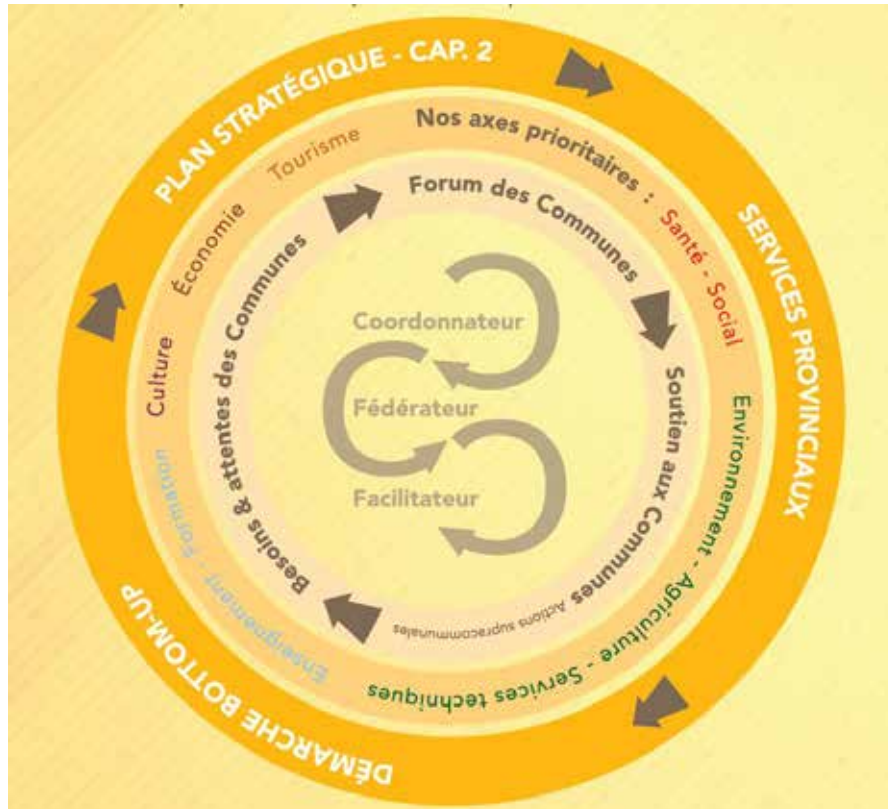 PLAN STRATÉGIQUE - CAP. 2
SERVICES PROVINCIAUX
DÉMARCHE BOTTOM-UP
Nos axes prioritaires :
Santé - Social
Environnement - Agriculture - Services techniques
Enseignement - Formation
Culture
Économie
Tourisme
Forum des Communes
Soutien aux Communes
Actions supracommunales
Besoins & attentes des Communes
Coordonnateur
Fédérateur
Facilitateur